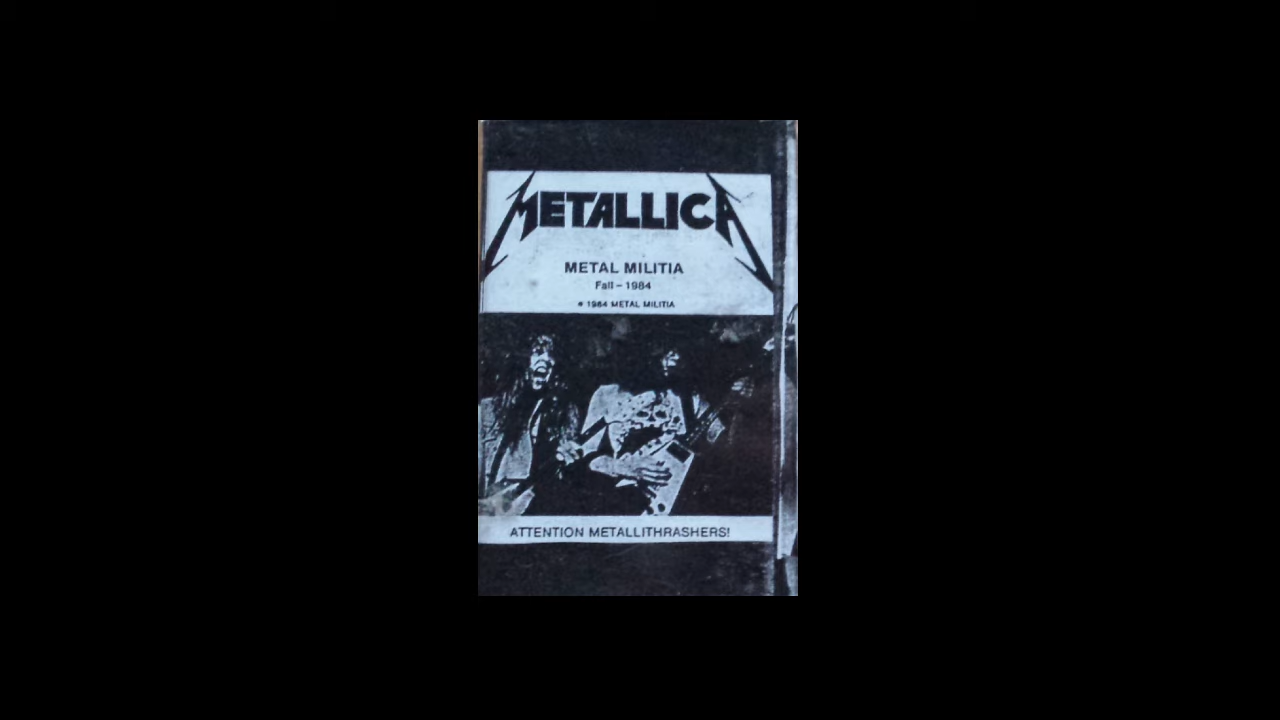 METALLICA
METAL MILITIA
Fall – 1984
# 1984 METAL MILITIA
ATTENTION METALLITHRASHERS!